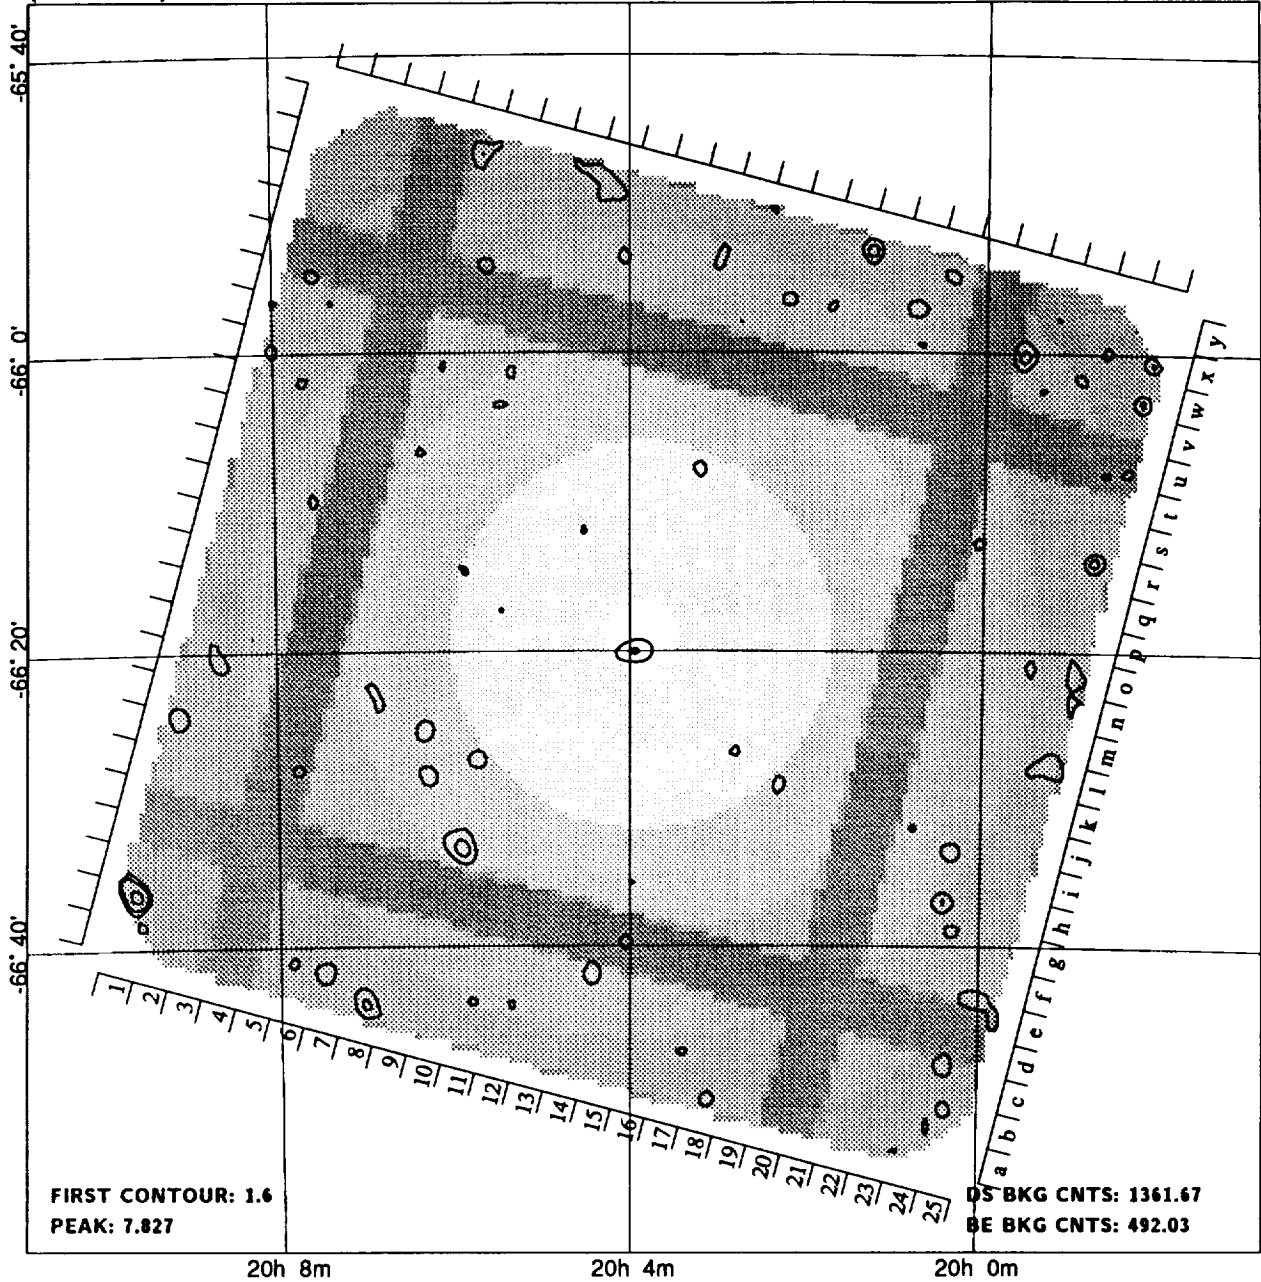 -65° 40'
-66° 0'
-66° 20'
-66° 40'
y
x
w
v
u
t
s
r
q
p
o
n
m
l
k
j
i
h
g
f
e
d
c
b
a
1 2 3 4 5 6 7 8 9 10 11 12 13 14 15 16 17 18 19 20 21 22 23 24 25
FIRST CONTOUR: 1.6
PEAK: 7.827
DS BKG CNTS: 1361.67
BE BKG CNTS: 492.03
20h 8m 20h 4m 20h 0m